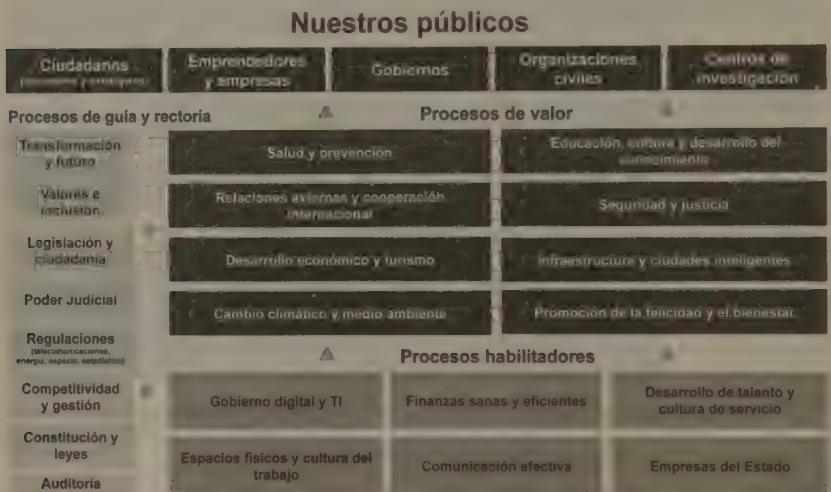 Nuestros públicos
Ciudadanos
Emprendedores
y empresas
Gobiernos
Organizaciones
civiles
Centros de
investigación
Procesos de guía y rectoría
Procesos de valor
Transformación
y futuro
Valores e
inclusión
Legislación y
ciudadanía
Poder Judicial
Regulaciones
(telecomunicaciones,
energía, espacio, estadística)
Competitividad
y gestión
Constitución y
leyes
Auditoría
Salud y prevención
Educación, cultura y desarrollo del
conocimiento
Relaciones externas y cooperación
internacional
Seguridad y justicia
Desarrollo económico y turismo
Infraestructura y ciudades inteligentes
Cambio climático y medio ambiente
Promoción de la felicidad y el bienestar
Procesos habilitadores
Gobierno digital y TI
Finanzas sanas y eficientes
Desarrollo de talento y
cultura de servicio
Espacios físicos y cultura del
trabajo
Comunicación efectiva
Empresas del Estado